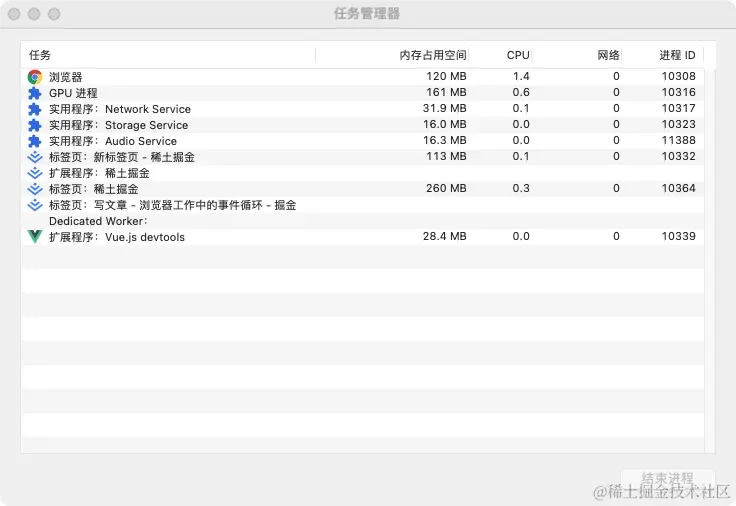 任务管理器
任务 内存占用空间 CPU 网络 进程 ID
浏览器 120 MB 1.4 0 10308
GPU 进程 161 MB 0.6 0 10316
实用程序：Network Service 31.9 MB 0.1 0 10317
实用程序：Storage Service 16.0 MB 0.0 0 10323
实用程序：Audio Service 16.3 MB 0.0 0 11388
标签页：新标签页 - 稀土掘金 113 MB 0.1 0 10332
扩展程序：稀土掘金
标签页：稀土掘金 260 MB 0.3 0 10364
标签页：写文章 - 浏览器工作中的事件循环 - 掘金
Dedicated Worker:
扩展程序：Vue.js devtools 28.4 MB 0.0 0 10339
结束进程
@稀土掘金技术社区